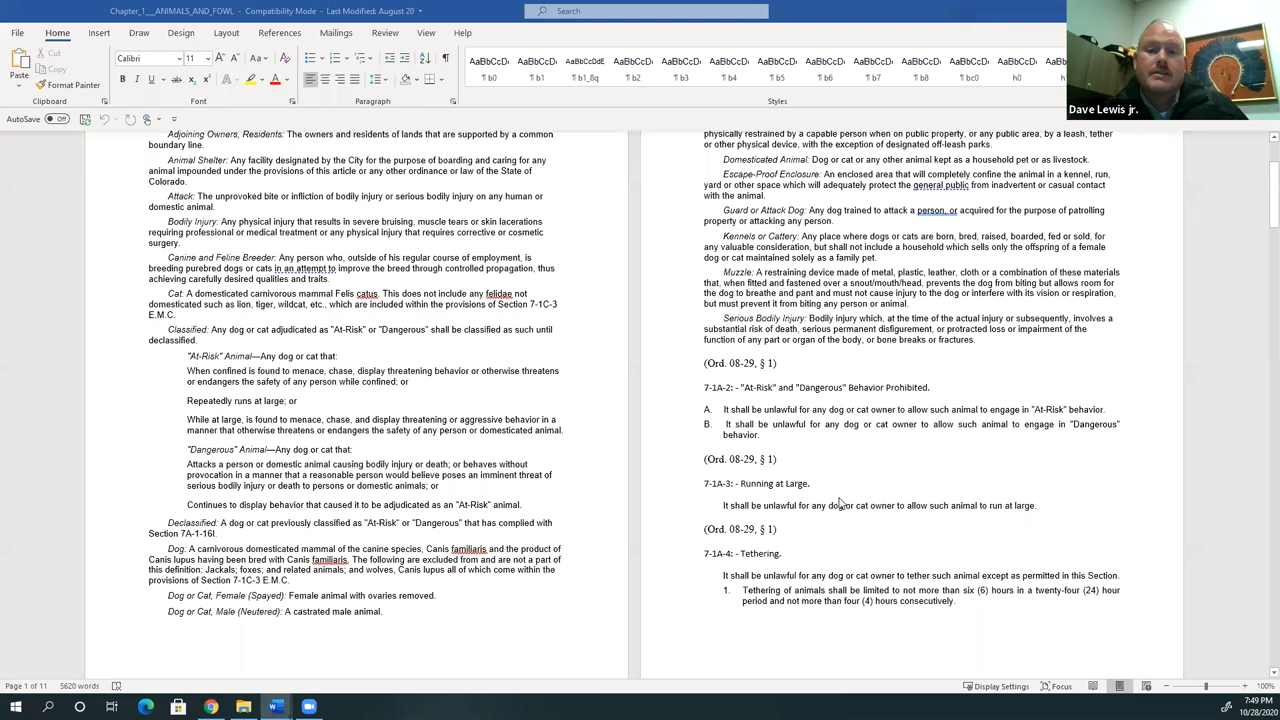 Chapter_1___ANIMALS_AND_FOWL - Compatibility Mode - Last Modified: August 20
Search
File Home Insert Draw Design Layout References Mailings Review View Help
Cut
Copy
Format Painter
Paste
Calibri 11
AaBbCcDc AaBbCcDc AaBbCcDdE AaBbCcDc AaBbCcDc AaBbCcDc AaBbCcDc AaBbCcDc AaBbCcDc AaBbCcDc
¶ b0 ¶ b1 ¶ b1_8q ¶ b2 ¶ b3 ¶ b4 ¶ b5 ¶ b8 ¶ bc0 h0
Clipboard Font Paragraph Styles
AutoSave Off
Dave Lewis jr.
Adjoining Owners, Residents: The owners and residents of lands that are supported by a common
boundary line.
Animal Shelter: Any facility designated by the City for the purpose of boarding and caring for any
animal impounded under the provisions of this article or any other ordinance or law of the State of
Colorado.
Attack: The unprovoked bite or infliction of bodily injury or serious bodily injury on any human or
domestic animal.
Bodily Injury: Any physical injury that results in severe bruising, muscle tears or skin lacerations
requiring professional or medical treatment or any physical injury that requires corrective or cosmetic
surgery.
Canine and Feline Breeder: Any person who, outside of his regular course of employment, is
breeding purebred dogs or cats in an attempt to improve the breed through controlled propagation, thus
achieving carefully desired qualities and traits.
Cat: A domesticated carnivorous mammal Felis catus. This does not include any felidae not
domesticated such as lion, tiger, wildcat, etc., which are included within the provisions of Section 7-1C-3
E.M.C.
Classified: Any dog or cat adjudicated as "At-Risk" or "Dangerous" shall be classified as such until
declassified.
"At-Risk" Animal—Any dog or cat that:
When confined is found to menace, chase, display threatening behavior or otherwise threatens
or endangers the safety of any person while confined; or
Repeatedly runs at large; or
While at large, is found to menace, chase, and display threatening or aggressive behavior in a
manner that otherwise threatens or endangers the safety of any person or domesticated animal.
"Dangerous" Animal—Any dog or cat that:
Attacks a person or domestic animal causing bodily injury or death; or behaves without
provocation in a manner that a reasonable person would believe poses an imminent threat of
serious bodily injury or death to persons or domestic animals; or
Continues to display behavior that caused it to be adjudicated as an "At-Risk" animal.
Declassified: A dog or cat previously classified as "At-Risk" or "Dangerous" that has complied with
Section 7A-1-16I.
Dog: A carnivorous domesticated mammal of the canine species, Canis familiaris and the product of
Canis lupus having been bred with Canis familiaris. The following are excluded from and are not a part of
this definition: Jackals; foxes; and related animals; and wolves, Canis lupus all of which come within the
provisions of Section 7-1C-3 E.M.C.
Dog or Cat, Female (Spayed): Female animal with ovaries removed.
Dog or Cat, Male (Neutered): A castrated male animal.
physically restrained by a capable person when on public property, or any public area, by a leash, tether
or other physical device, with the exception of designated off-leash parks.
Domesticated Animal: Dog or cat or any other animal kept as a household pet or as livestock.
Escape-Proof Enclosure: An enclosed area that will completely confine the animal in a kennel, run,
yard or other space which will adequately protect the general public from inadvertent or casual contact
with the animal.
Guard or Attack Dog: Any dog trained to attack a person, or acquired for the purpose of patrolling
property or attacking any person.
Kennels or Cattery: Any place where dogs or cats are born, bred, raised, boarded, fed or sold, for
any valuable consideration, but shall not include a household which sells only the offspring of a female
dog or cat maintained solely as a family pet.
Muzzle: A restraining device made of metal, plastic, leather, cloth or a combination of these materials
that, when fitted and fastened over a snout/mouth/head, prevents the dog from biting but allows room for
the dog to breathe and pant and must not cause injury to the dog or interfere with its vision or respiration,
but must prevent it from biting any person or animal.
Serious Bodily Injury: Bodily injury which, at the time of the actual injury or subsequently, involves a
substantial risk of death, serious permanent disfigurement, or protracted loss or impairment of the
function of any part or organ of the body, or bone breaks or fractures.
(Ord. 08-29, § 1)
7-1A-2: - "At-Risk" and "Dangerous" Behavior Prohibited.
A. It shall be unlawful for any dog or cat owner to allow such animal to engage in "At-Risk" behavior.
B. It shall be unlawful for any dog or cat owner to allow such animal to engage in "Dangerous"
behavior.
(Ord. 08-29, § 1)
7-1A-3: - Running at Large.
It shall be unlawful for any dog or cat owner to allow such animal to run at large.
(Ord. 08-29, § 1)
7-1A-4: - Tethering.
It shall be unlawful for any dog or cat owner to tether such animal except as permitted in this Section.
1. Tethering of animals shall be limited to not more than six (6) hours in a twenty-four (24) hour
period and not more than four (4) hours consecutively.
Page 1 of 11 5620 words Display Settings Focus 100%
7:49 PM
10/28/2020